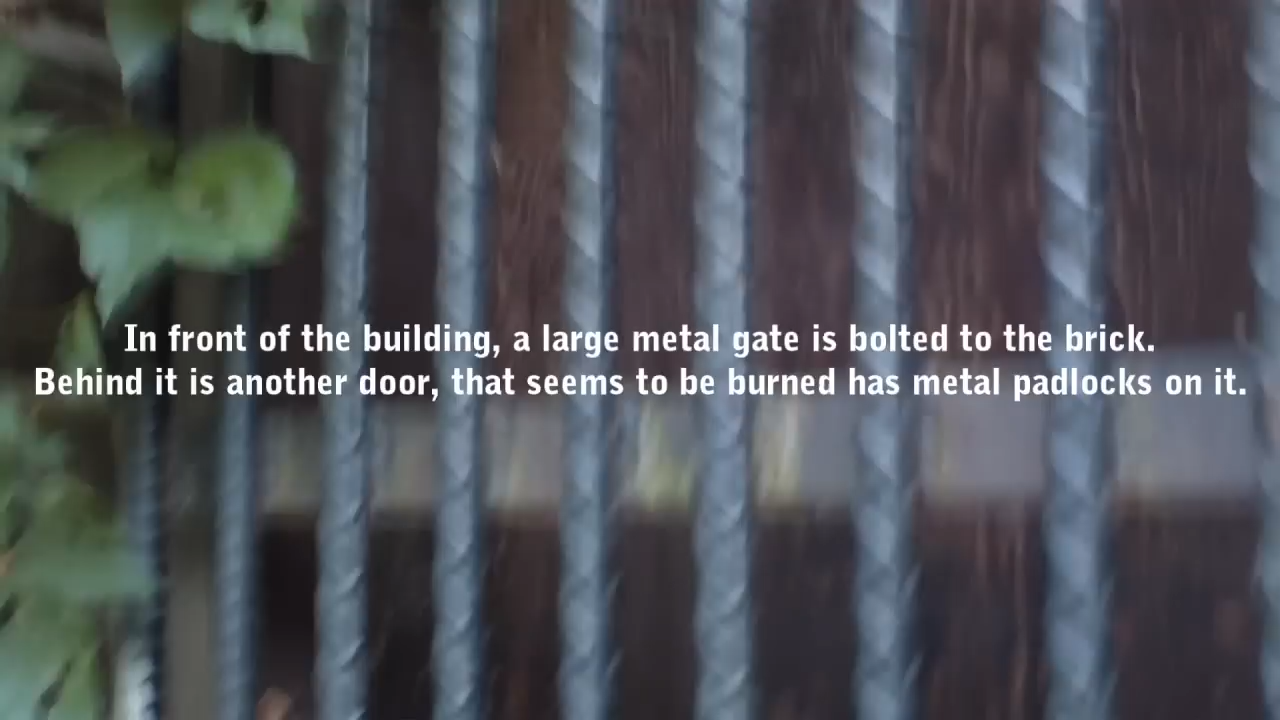 In front of the building, a large metal gate is bolted to the brick.
Behind it is another door, that seems to be burned has metal padlocks on it.